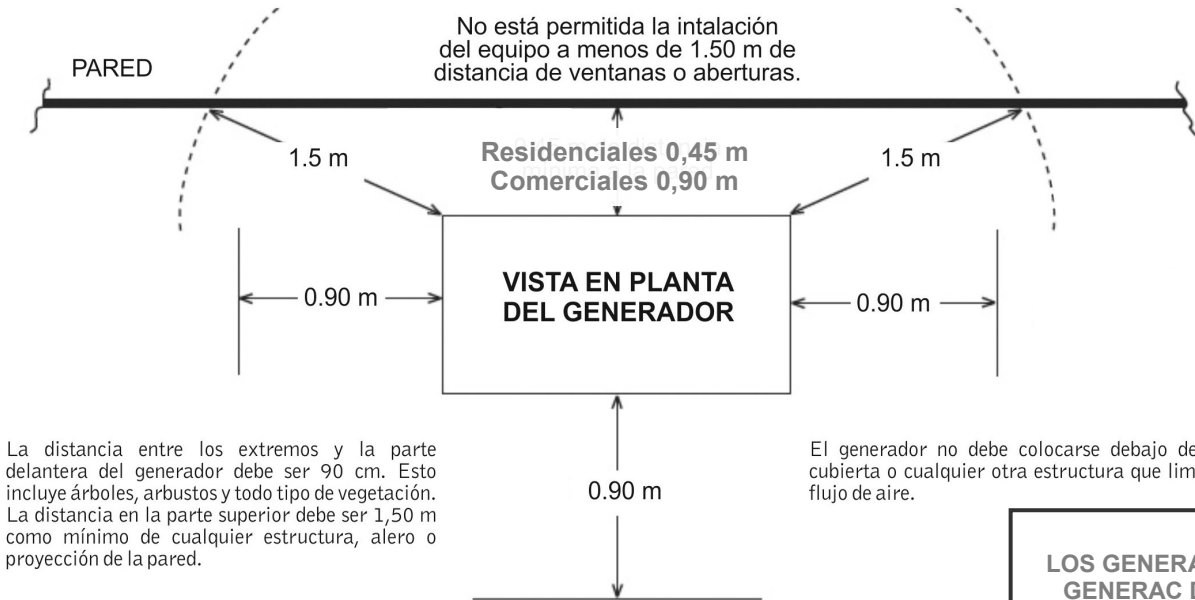 No está permitida la intalación
del equipo a menos de 1.50 m de
distancia de ventanas o aberturas.
PARED
1.5 m
Residenciales 0,45 m
Comerciales 0,90 m
1.5 m
VISTA EN PLANTA
DEL GENERADOR
0.90 m
0.90 m
La distancia entre los extremos y la parte
delantera del generador debe ser 90 cm. Esto
incluye árboles, arbustos y todo tipo de vegetación.
La distancia en la parte superior debe ser 1,50 m
como mínimo de cualquier estructura, alero o
proyección de la pared.
0.90 m
El generador no debe colocarse debajo de
cubierta o cualquier otra estructura que lim
flujo de aire.
LOS GENERA
GENERAC D